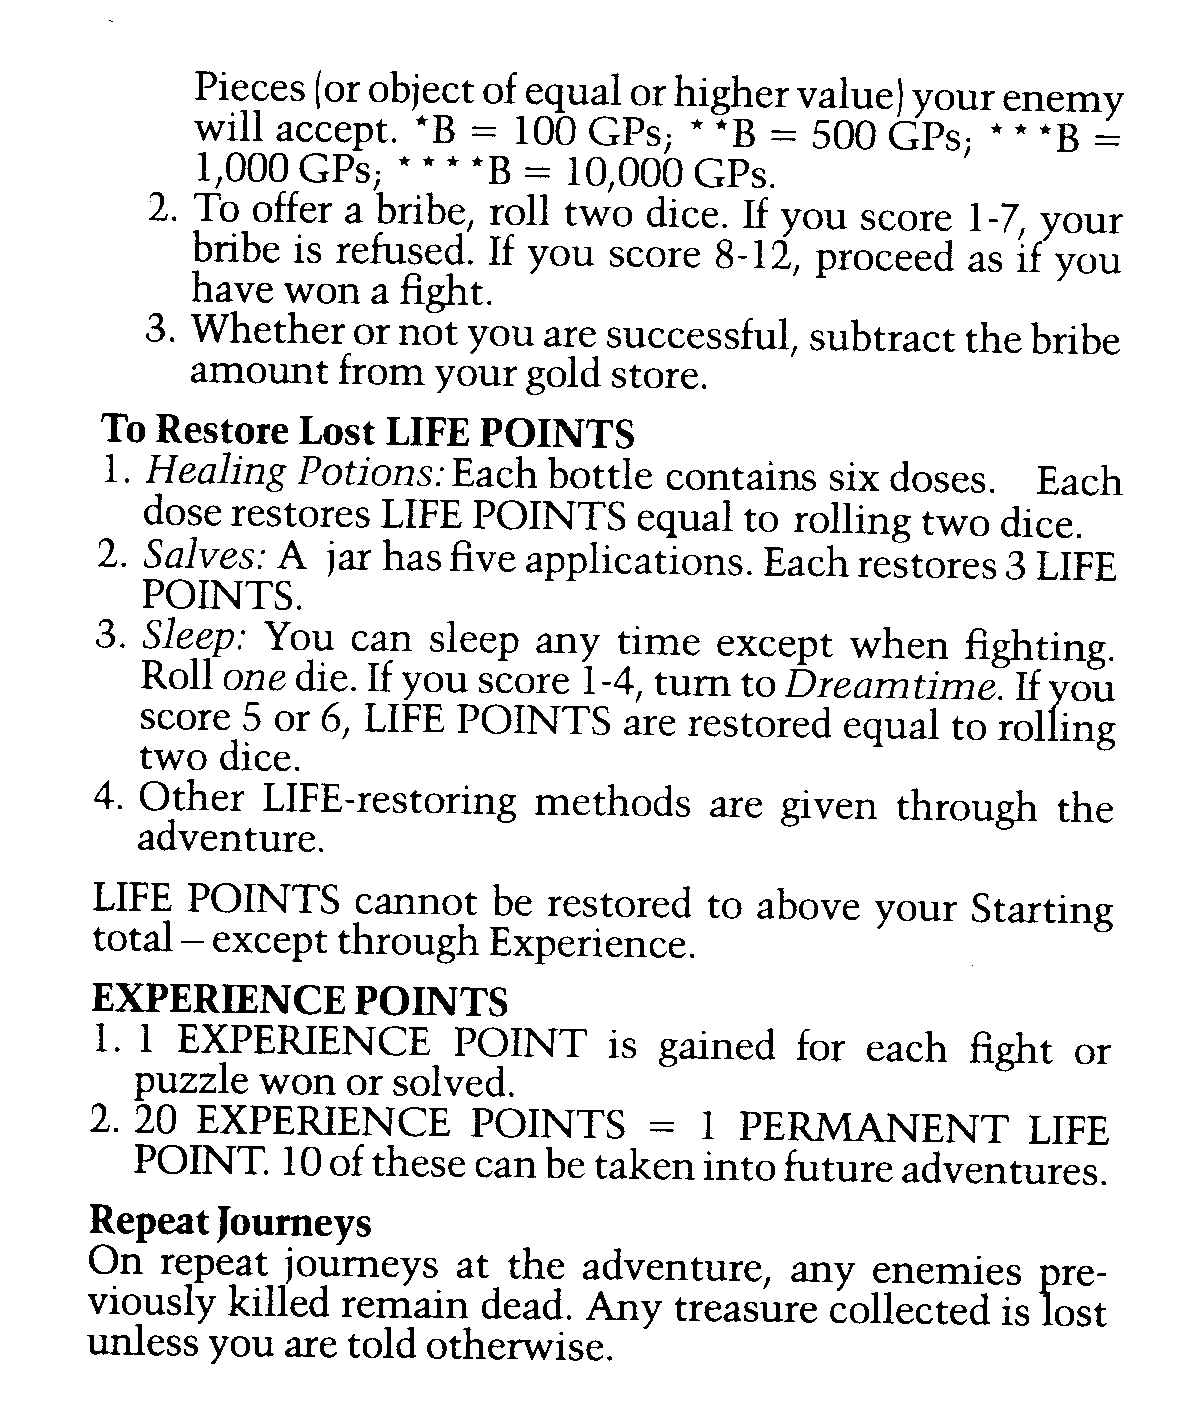 Pieces (or object of equal or higher value) your enemy
will accept. *B = 100 GPs; **B = 500 GPs; ***B =
1,000 GPs; ****B = 10,000 GPs.
2. To offer a bribe, roll two dice. If you score 1-7, your
bribe is refused. If you score 8-12, proceed as if you
have won a fight.
3. Whether or not you are successful, subtract the bribe
amount from your gold store.
To Restore Lost LIFE POINTS
1. Healing Potions: Each bottle contains six doses. Each
dose restores LIFE POINTS equal to rolling two dice.
2. Salves: A jar has five applications. Each restores 3 LIFE
POINTS.
3. Sleep: You can sleep any time except when fighting.
Roll one die. If you score 1-4, turn to Dreamtime. If you
score 5 or 6, LIFE POINTS are restored equal to rolling
two dice.
4. Other LIFE-restoring methods are given through the
adventure.
LIFE POINTS cannot be restored to above your Starting
total – except through Experience.
EXPERIENCE POINTS
1. 1 EXPERIENCE POINT is gained for each fight or
puzzle won or solved.
2. 20 EXPERIENCE POINTS = 1 PERMANENT LIFE
POINT. 10 of these can be taken into future adventures.
Repeat Journeys
On repeat journeys at the adventure, any enemies pre-
viously killed remain dead. Any treasure collected is lost
unless you are told otherwise.